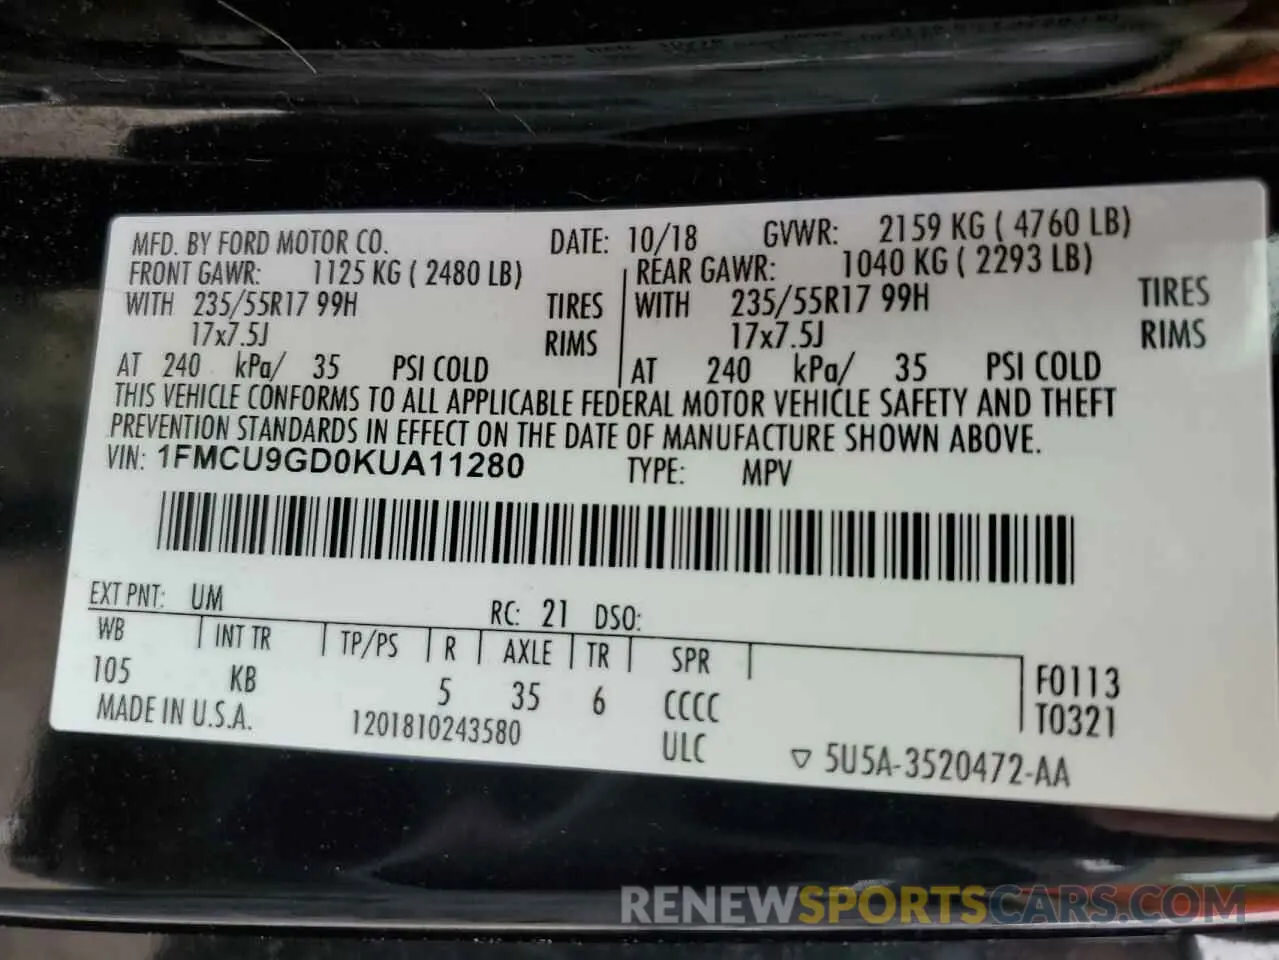 MFD. BY FORD MOTOR CO. DATE: 10/18 GVWR: 2159 KG ( 4760 LB)
FRONT GAWR: 1125 KG ( 2480 LB) REAR GAWR: 1040 KG ( 2293 LB)
WITH 235/55R17 99H TIRES WITH 235/55R17 99H TIRES
17x7.5J RIMS 17x7.5J RIMS
AT 240 kPa/ 35 PSI COLD AT 240 kPa/ 35 PSI COLD
THIS VEHICLE CONFORMS TO ALL APPLICABLE FEDERAL MOTOR VEHICLE SAFETY AND THEFT
PREVENTION STANDARDS IN EFFECT ON THE DATE OF MANUFACTURE SHOWN ABOVE.
VIN: 1FMCU9GD0KUA11280 TYPE: MPV
EXT PNT: UM RC: 21 DSO:
WB INT TR TP/PS R AXLE TR SPR
105 KB 5 35 6 CCCC F0113
MADE IN U.S.A. 1201810243580 ULC T0321
▽ 5U5A-3520472-AA
RENEWSPORTSCARS.COM